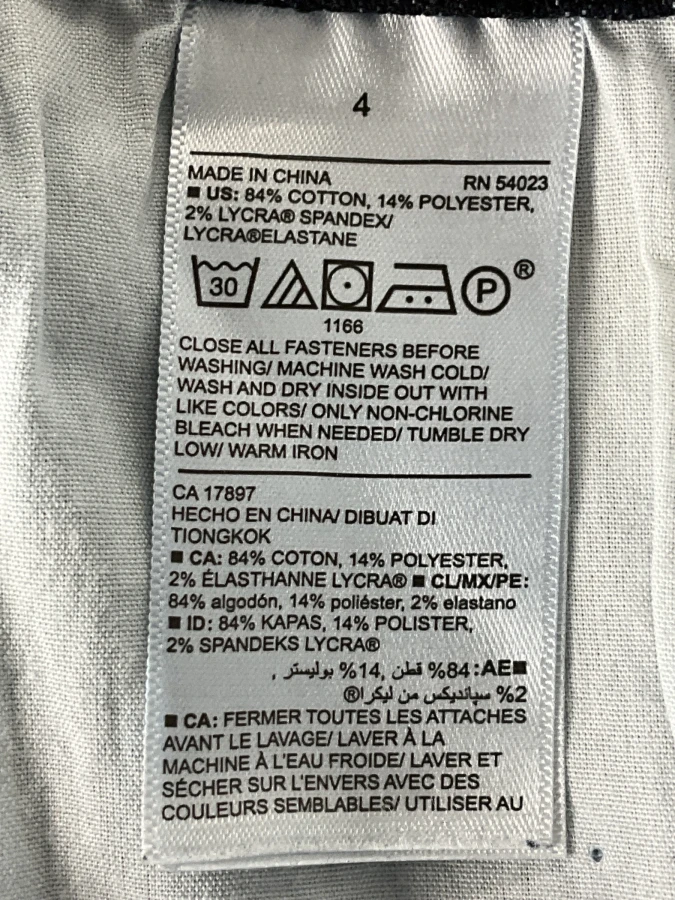 4
MADE IN CHINA RN 54023
■ US: 84% COTTON, 14% POLYESTER,
2% LYCRA® SPANDEX/
LYCRA®ELASTANE
30 P ®
1166
CLOSE ALL FASTENERS BEFORE
WASHING/ MACHINE WASH COLD/
WASH AND DRY INSIDE OUT WITH
LIKE COLORS/ ONLY NON-CHLORINE
BLEACH WHEN NEEDED/ TUMBLE DRY
LOW/ WARM IRON
CA 17897
HECHO EN CHINA/ DIBUAT DI
TIONGKOK
■ CA: 84% COTON, 14% POLYESTER,
2% ÉLASTHANNE LYCRA® ■ CL/MX/PE:
84% algodón, 14% poliéster, 2% elastano
■ ID: 84% KAPAS, 14% POLISTER,
2% SPANDEKS LYCRA®
■AE: 84% قطن ,14% بوليستر ,
2% سباندیکس من ليكرا®
■ CA: FERMER TOUTES LES ATTACHES
AVANT LE LAVAGE/ LAVER À LA
MACHINE À L'EAU FROIDE/ LAVER ET
SÉCHER SUR L'ENVERS AVEC DES
COULEURS SEMBLABLES/ UTILISER AU